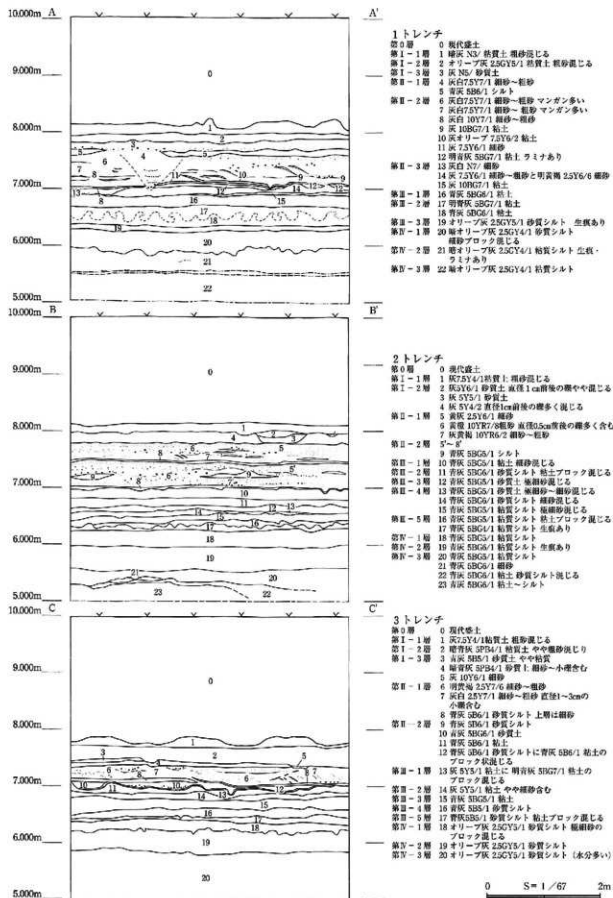 A A'
10.000m
9.000m
8.000m
7.000m
6.000m
5.000m
1トレンチ
第0層 0 現代盛土
第Ⅰ-1層 1 暗灰 N3/ 粘質土 粗砂混じる
第Ⅰ-2層 2 オリーブ灰 2.5GY5/1 粘質土 粗砂混じる
第Ⅰ-3層 3 灰 N5/ 砂質土
第Ⅱ-1層 4 灰白7.5Y7/1 細砂~粗砂
5 青灰 5B6/1 シルト
第Ⅱ-2層 6 灰白7.5Y7/1 細砂~粗砂 マンガン多い
7 灰白7.5Y7/1 細砂~粗砂 マンガン多い
8 灰白 10Y7/1 細砂~粗砂
9 灰 10BG7/1 粘土
10 灰オリーブ 7.5Y6/2 粘土
11 灰 7.5Y6/1 細砂
12 明青灰 5BG7/1 粘土 ラミナあり
第Ⅱ-3層 13 灰白 N7/ 細砂
14 灰 7.5Y6/1 細砂~粗砂と明黄褐 2.5Y6/6 細砂
15 灰 10BG7/1 粘土
第Ⅲ-1層 16 青灰 5BG6/1 粘土
第Ⅲ-2層 17 明青灰 5BG7/1 粘土
18 青灰 5BG6/1 粘土
第Ⅲ-3層 19 オリーブ灰 2.5GY5/1 砂質シルト 生痕あり
第Ⅳ-1層 20 暗オリーブ灰 2.5GY4/1 砂質シルト
細砂ブロック混じる
第Ⅳ-2層 21 暗オリーブ灰 2.5GY4/1 粘質シルト 生痕・
ラミナあり
第Ⅳ-3層 22 暗オリーブ灰 2.5GY4/1 粘質シルト
B B'
10.000m
9.000m
8.000m
7.000m
6.000m
5.000m
2トレンチ
第0層 0 現代盛土
第Ⅰ-1層 1 灰7.5Y4/1粘質土 粗砂混じる
第Ⅰ-2層 2 灰5Y6/1 砂質土 直径1cm前後の礫やや混じる
3 灰 5Y5/1 砂質土
4 灰 5Y4/2 直径1cm前後の礫多く混じる
第Ⅱ-1層 5 黄灰 2.5Y6/1 細砂
6 黄橙 10YR7/8粗砂 直径0.5cm前後の礫多く含む
7 灰黄褐 10YR6/2 細砂~粗砂
第Ⅱ-2層 5'~8'
9 青灰 5BG5/1 シルト
第Ⅲ-1層 10 青灰 5BG5/1 粘土 細砂混じる
第Ⅲ-2層 11 青灰 5BG6/1 砂質シルト 粘土ブロック混じる
第Ⅲ-3層 12 青灰 5BG5/1 砂質土 極細砂混じる
第Ⅲ-4層 13 青灰 5BG5/1 砂質土 極細砂~細砂混じる
14 青灰 5BG6/1 砂質シルト 細砂混じる
15 青灰 5BG5/1 砂質シルト 極細砂混じる
第Ⅲ-5層 16 青灰 5BG5/1 粘質シルト 粘土ブロック混じる
17 青灰 5BG4/1 粘質シルト 生痕あり
第Ⅳ-1層 18 青灰 5BG5/1 粘質シルト
第Ⅳ-2層 19 青灰 5BG6/1 砂質シルト 生痕あり
第Ⅳ-3層 20 青灰 5BG5/1 粘質シルト
21 青灰 5BG6/1 細砂
22 青灰 5BG6/1 粘土 砂質シルト混じる
23 青灰 5BG6/1 粘土~シルト
C C'
10.000m
9.000m
8.000m
7.000m
6.000m
5.000m
3トレンチ
第0層 0 現代盛土
第Ⅰ-1層 1 灰7.5Y4/1粘質土 粗砂混じる
第Ⅰ-2層 2 暗青灰 5PB4/1 粘質土 やや粗砂混じり
第Ⅰ-3層 3 青灰 5B5/1 砂質土 やや粘質
4 暗青灰 5PB4/1 砂質土 細砂~小礫含む
5 灰 10Y6/1 細砂
第Ⅱ-1層 6 明黄褐 2.5Y7/6 細砂~粗砂
7 灰白 2.5Y7/1 細砂~粗砂 直径1~3cmの
小礫含む
8 青灰 5B6/1 砂質シルト 上層は細砂
第Ⅱ-2層 9 青灰 5B6/1 砂質シルト
10 青灰 5BG6/1 砂質土
11 青灰 5B6/1 粘土
12 青灰 5B6/1 砂質シルトに青灰 5B6/1 粘土の
ブロック状混じる
第Ⅲ-1層 13 灰 5Y5/1 粘土に 明青灰 5BG7/1 粘土の
ブロック混じる
第Ⅲ-2層 14 灰 5Y5/1 粘土 やや細砂含む
第Ⅲ-3層 15 青灰 5BG5/1 粘土
第Ⅲ-4層 16 青灰 5B5/1 砂質シルト
第Ⅲ-5層 17 青灰5B5/1 砂質シルト 粘土ブロック混じる
第Ⅳ-1層 18 オリーブ灰 2.5GY5/1 砂質シルト 極細砂の
ブロック混じる
第Ⅳ-2層 19 オリーブ灰 2.5GY5/1 砂質シルト
第Ⅳ-3層 20 オリーブ灰 2.5GY5/1 砂質シルト (水分多い)
0 S=1/67 2m